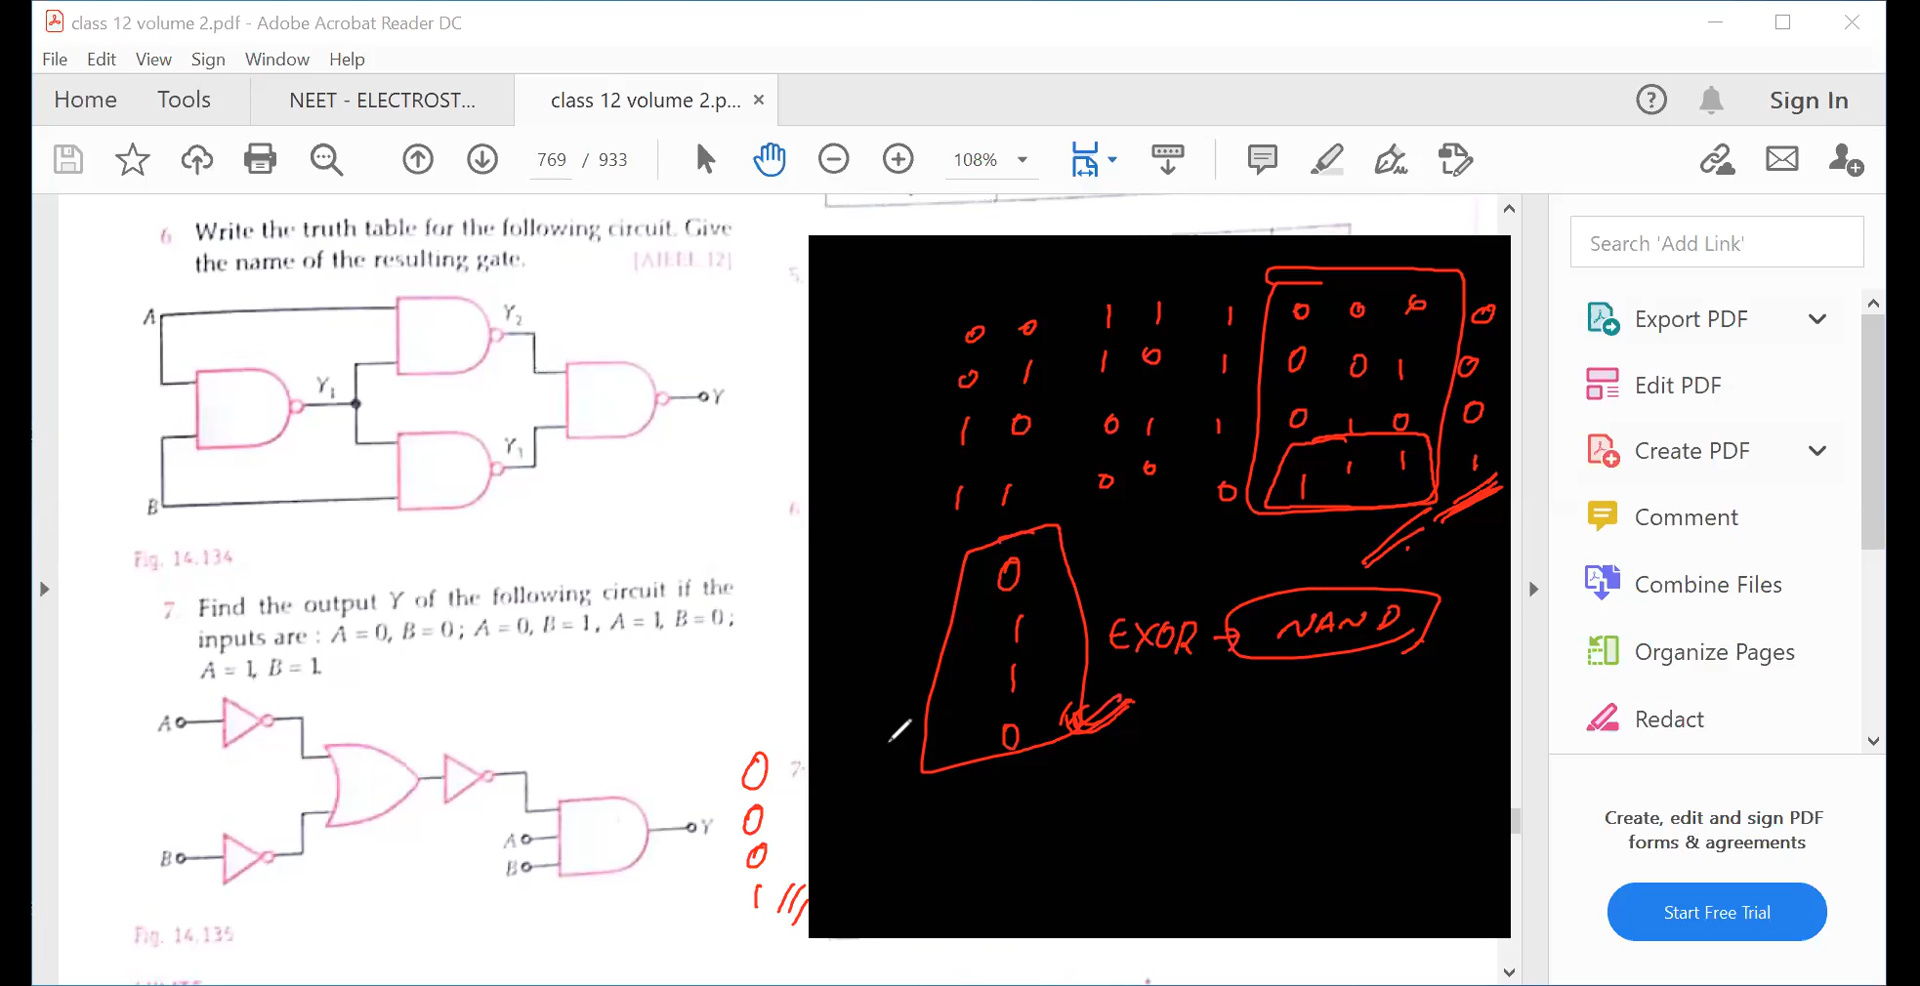 class 12 volume 2.pdf - Adobe Acrobat Reader DC
File Edit View Window Sign Help
Home Tools NEET - ELECTROST... class 12 volume 2.p... ×
? Sign In
769 / 933 108%
6 Write the truth table for the following circuit. Give
the name of the resulting gate. [AIEEE 12]
A
Y2
Y1
Y
B
Fig. 14.134
7. Find the output Y of the following circuit if the
inputs are : A = 0, B = 0 ; A = 0, B = 1, A = 1, B = 0 ;
A = 1, B = 1.
A
B
A
B
Y
Fig. 14.135
0
0
0
1
5.
6.
7.
0 0 1 1 1 0 0 0 0
0 1 1 0 1 0 0 1 0
1 0 0 1 1 0 1 0 0
1 1 0 0 0 1 1 1 1
0
1
1
0
EXOR → NAND
Search 'Add Link'
Export PDF
Edit PDF
Create PDF
Comment
Combine Files
Organize Pages
Redact
Create, edit and sign PDF
forms & agreements
Start Free Trial